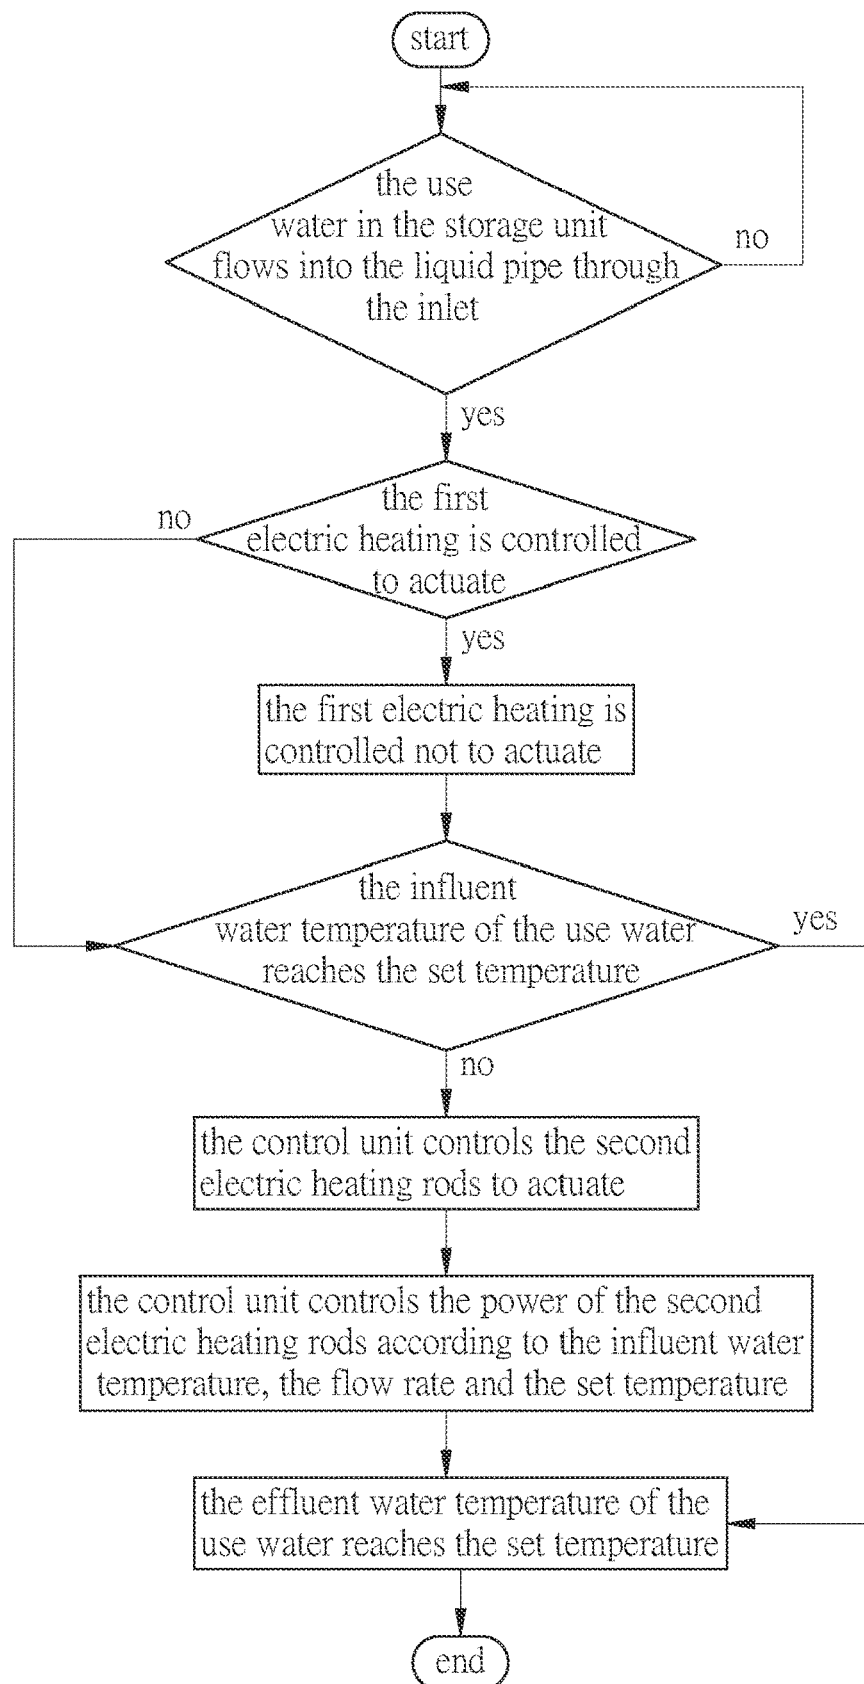 start
the use
water in the storage unit
flows into the liquid pipe through
the inlet
no
yes
the first
electric heating is controlled
to actuate
no
yes
the first electric heating is
controlled not to actuate
the influent
water temperature of the use water
reaches the set temperature
yes
no
the control unit controls the second
electric heating rods to actuate
the control unit controls the power of the second
electric heating rods according to the influent water
temperature, the flow rate and the set temperature
the effluent water temperature of the
use water reaches the set temperature
end